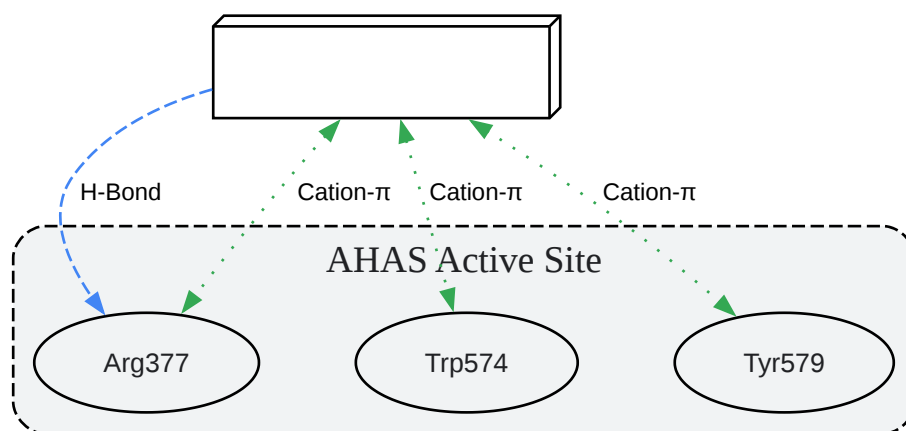 H-Bond
Cation-π
Cation-π
Cation-π
AHAS Active Site
Arg377
Trp574
Tyr579